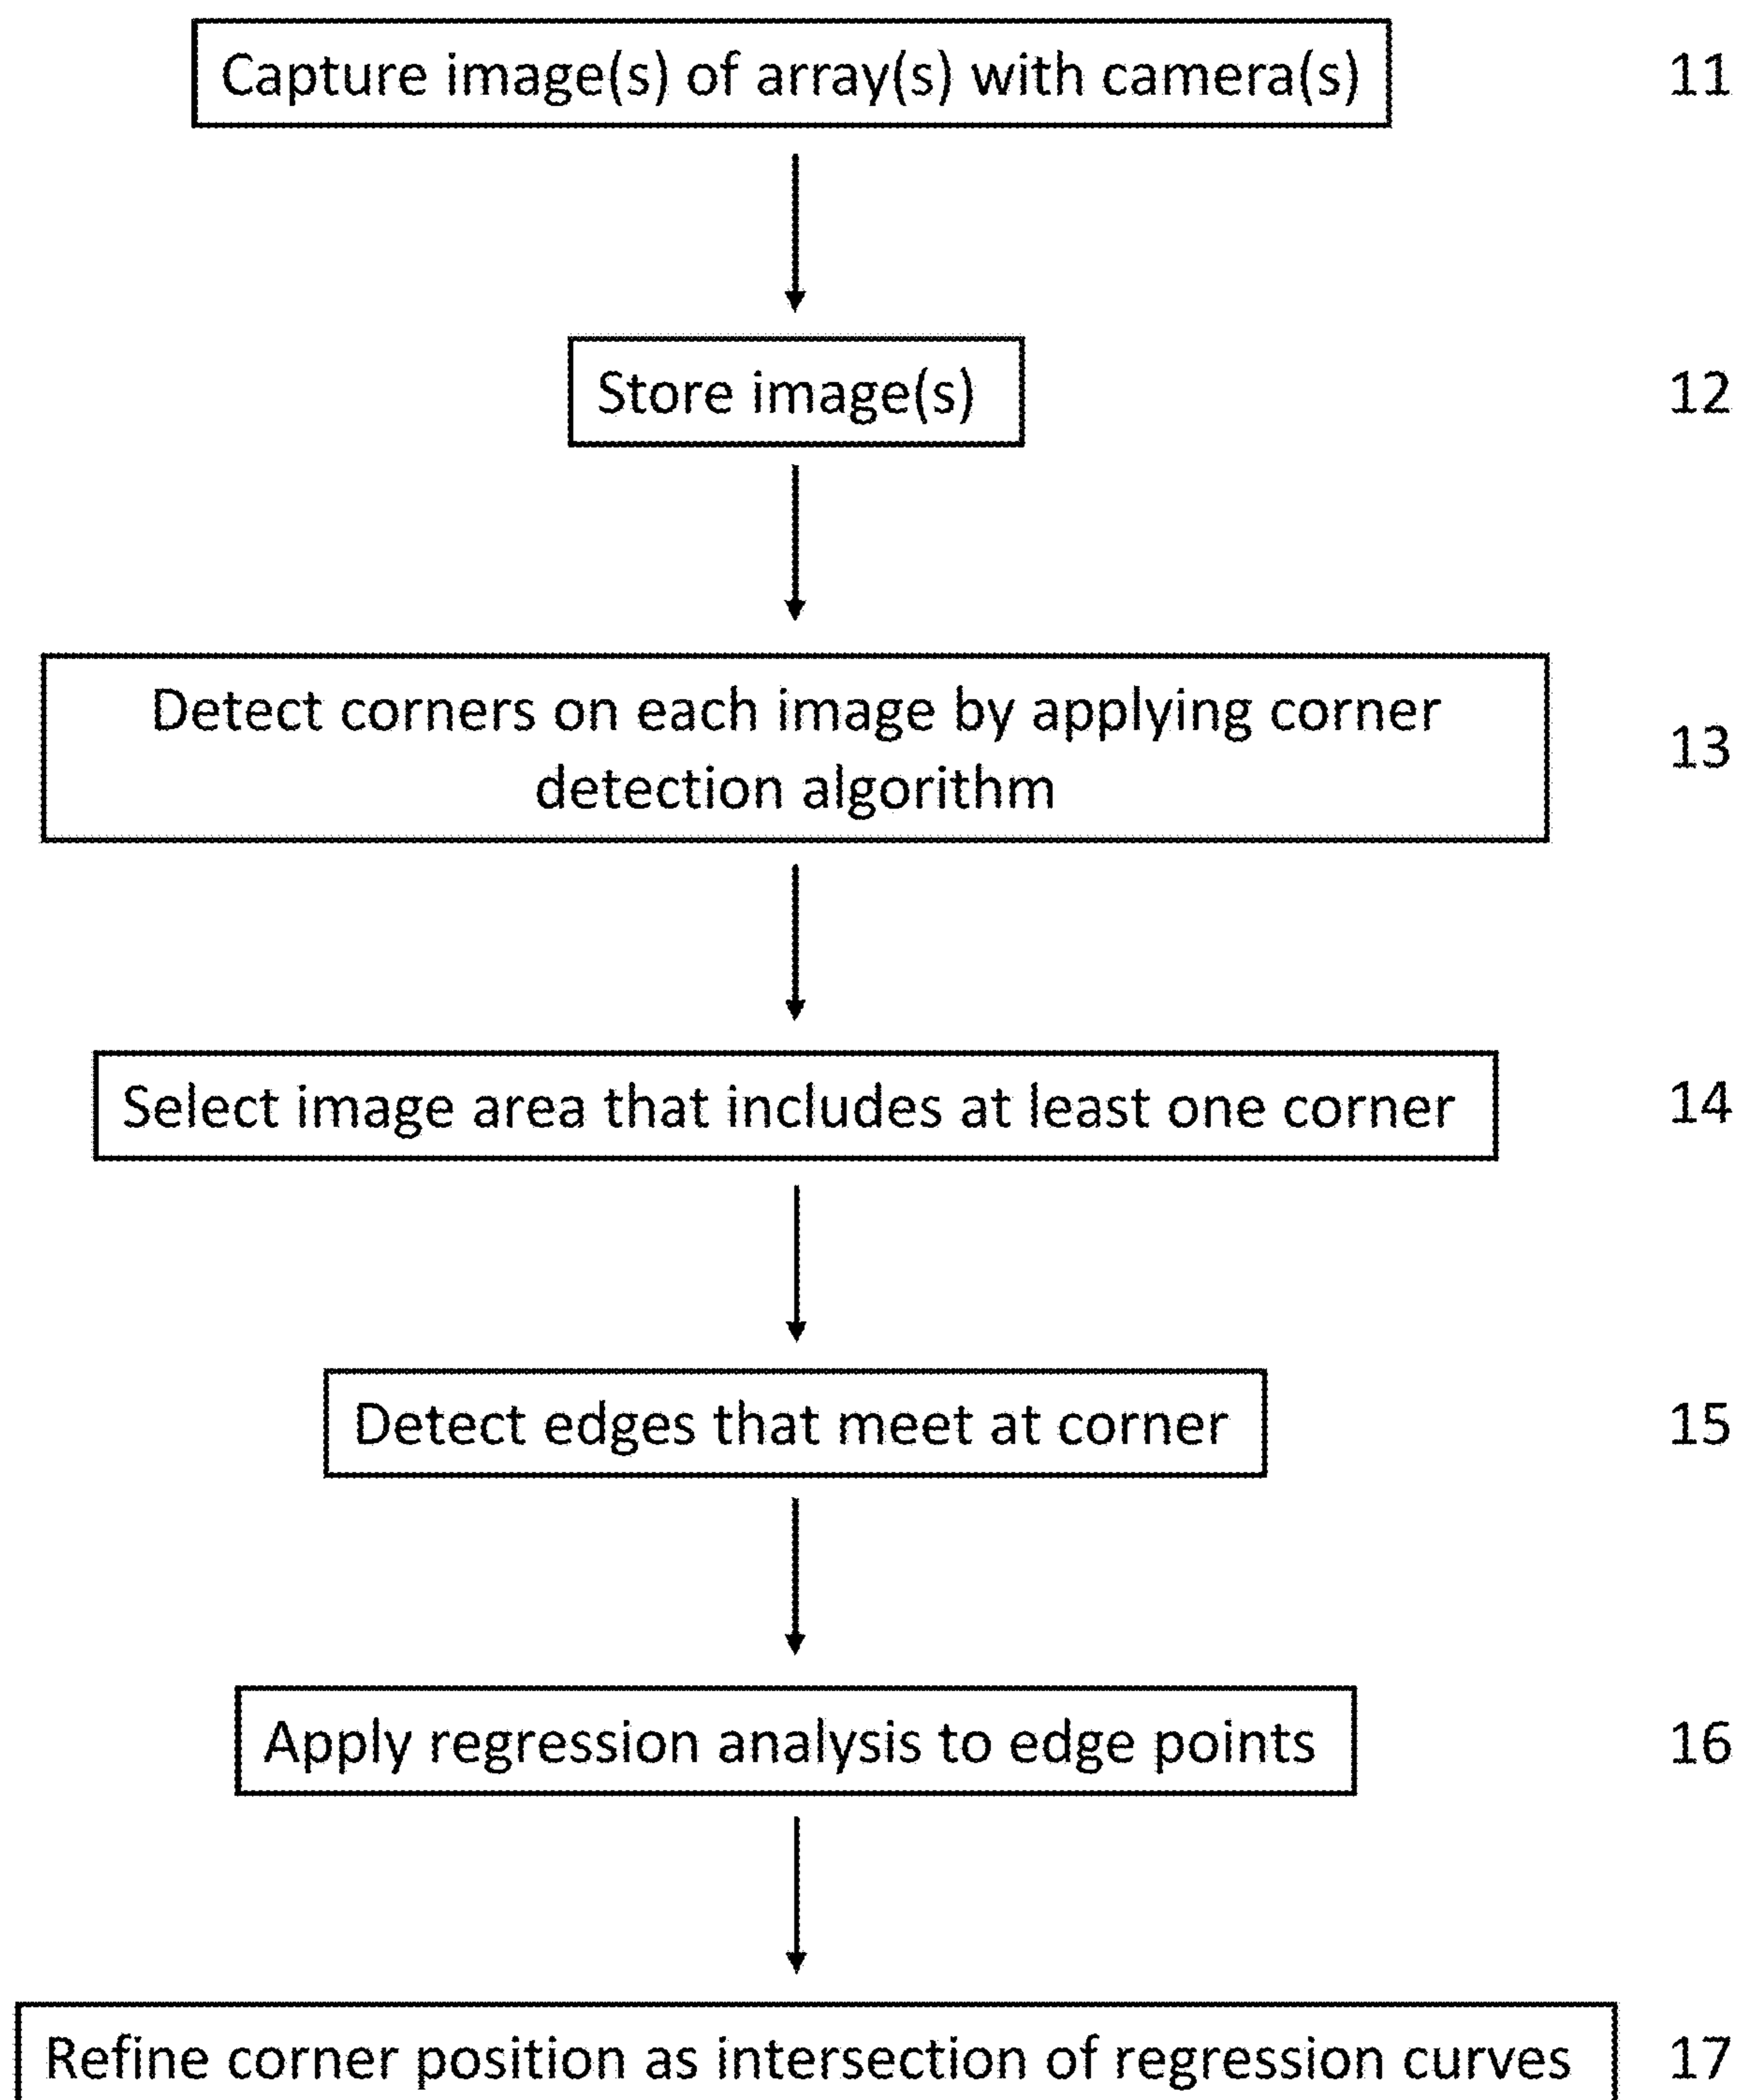 Capture image(s) of array(s) with camera(s) 11
Store image(s) 12
Detect corners on each image by applying corner
detection algorithm
13
Select image area that includes at least one corner 14
Detect edges that meet at corner 15
Apply regression analysis to edge points 16
Refine corner position as intersection of regression curves 17